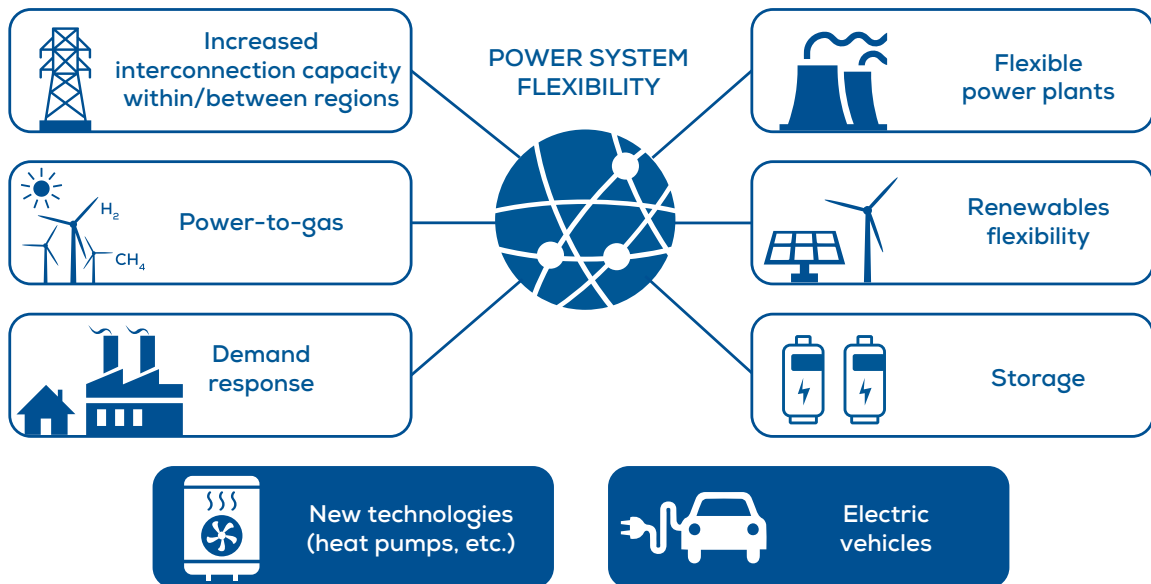 POWER SYSTEM
FLEXIBILITY
Increased
interconnection capacity
within/between regions
Flexible
power plants
H₂
CH₄
Power-to-gas
Renewables
flexibility
Demand
response
Storage
New technologies
(heat pumps, etc.)
Electric
vehicles